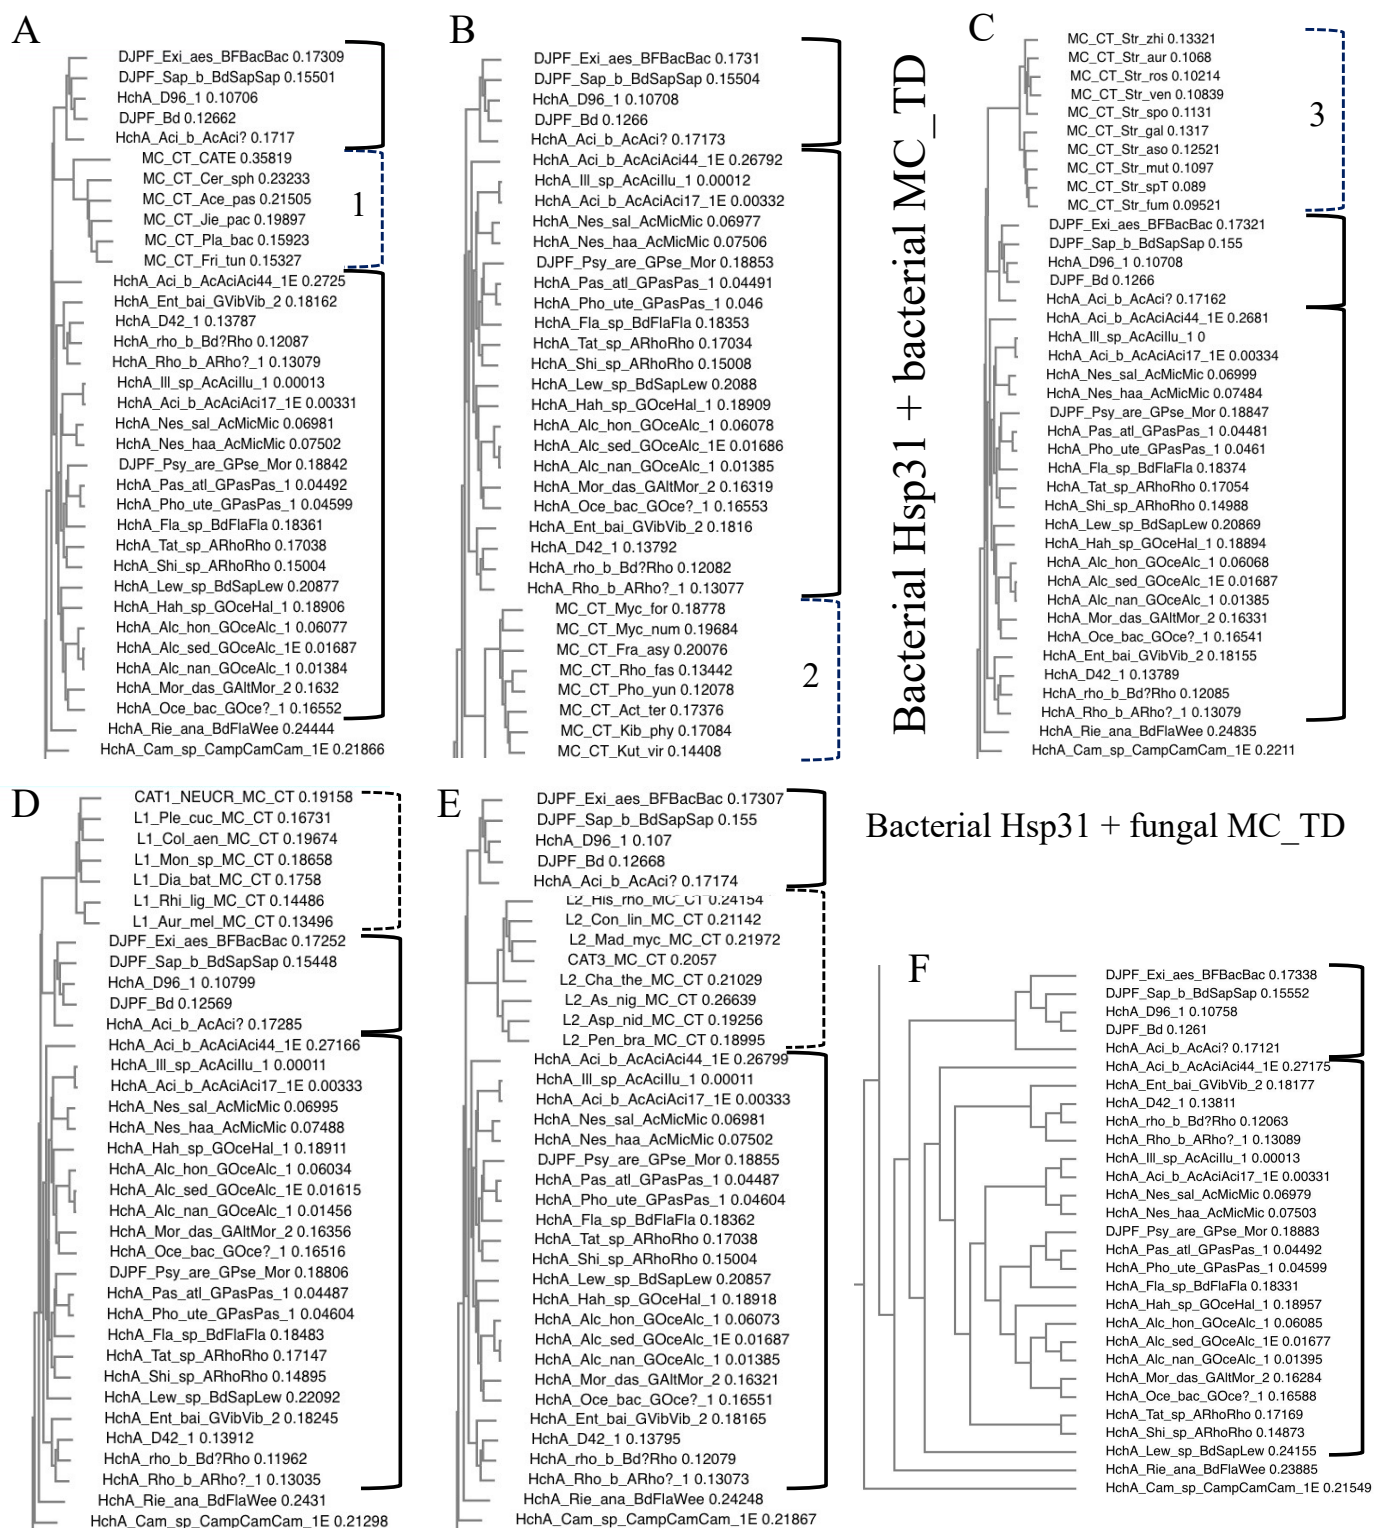 A
DJPF_Exi_aes_BFBacBac 0.17309
DJPF_Sap_b_BdSapSap 0.15501
HchA_D96_1 0.10706
DJPF_Bd 0.12662
HchA_Aci_b_AcAci? 0.1717
MC_CT_CATE 0.35819
MC_CT_Cer_sph 0.23233
MC_CT_Ace_pas 0.21505
MC_CT_Jie_pac 0.19897
MC_CT_Pla_bac 0.15923
MC_CT_Fri_tun 0.15327
1
HchA_Aci_b_AcAciAci44_1E 0.2725
HchA_Ent_bai_GVibVib_2 0.18162
HchA_D42_1 0.13787
HchA_rho_b_Bd?Rho 0.12087
HchA_Rho_b_ARho?_1 0.13079
HchA_Ill_sp_AcAciIlu_1 0.00013
HchA_Aci_b_AcAciAci17_1E 0.00331
HchA_Nes_sal_AcMicMic 0.06981
HchA_Nes_haa_AcMicMic 0.07502
DJPF_Psy_are_GPse_Mor 0.18842
HchA_Pas_atl_GPasPas_1 0.04492
HchA_Pho_ute_GPasPas_1 0.04599
HchA_Fla_sp_BdFlaFla 0.18361
HchA_Tat_sp_ARhoRho 0.17038
HchA_Shi_sp_ARhoRho 0.15004
HchA_Lew_sp_BdSapLew 0.20877
HchA_Hah_sp_GOceHal_1 0.18906
HchA_Alc_hon_GOceAlc_1 0.06077
HchA_Alc_sed_GOceAlc_1E 0.01687
HchA_Alc_nan_GOceAlc_1 0.01384
HchA_Mor_das_GAltMor_2 0.1632
HchA_Oce_bac_GOce?_1 0.16552
HchA_Rie_ana_BdFlaWee 0.24444
HchA_Cam_sp_CampCamCam_1E 0.21866
B
DJPF_Exi_aes_BFBacBac 0.1731
DJPF_Sap_b_BdSapSap 0.15504
HchA_D96_1 0.10708
DJPF_Bd 0.1266
HchA_Aci_b_AcAci? 0.17173
HchA_Aci_b_AcAciAci44_1E 0.26792
HchA_Ill_sp_AcAciIlu_1 0.00012
HchA_Aci_b_AcAciAci17_1E 0.00332
HchA_Nes_sal_AcMicMic 0.06977
HchA_Nes_haa_AcMicMic 0.07506
DJPF_Psy_are_GPse_Mor 0.18853
HchA_Pas_atl_GPasPas_1 0.04491
HchA_Pho_ute_GPasPas_1 0.046
HchA_Fla_sp_BdFlaFla 0.18353
HchA_Tat_sp_ARhoRho 0.17034
HchA_Shi_sp_ARhoRho 0.15008
HchA_Lew_sp_BdSapLew 0.2088
HchA_Hah_sp_GOceHal_1 0.18909
HchA_Alc_hon_GOceAlc_1 0.06078
HchA_Alc_sed_GOceAlc_1E 0.01686
HchA_Alc_nan_GOceAlc_1 0.01385
HchA_Mor_das_GAltMor_2 0.16319
HchA_Oce_bac_GOce?_1 0.16553
HchA_Ent_bai_GVibVib_2 0.1816
HchA_D42_1 0.13792
HchA_rho_b_Bd?Rho 0.12082
HchA_Rho_b_ARho?_1 0.13077
MC_CT_Myc_for 0.18778
MC_CT_Myc_num 0.19684
MC_CT_Fra_asy 0.20076
MC_CT_Rho_fas 0.13442
MC_CT_Pho_yun 0.12078
MC_CT_Act_ter 0.17376
MC_CT_Kib_phy 0.17084
MC_CT_Kut_vir 0.14408
2
Bacterial Hsp31 + bacterial MC_TD
C
MC_CT_Str_zhi 0.13321
MC_CT_Str_aur 0.1068
MC_CT_Str_ros 0.10214
MC_CT_Str_ven 0.10839
MC_CT_Str_spo 0.1131
MC_CT_Str_gal 0.1317
MC_CT_Str_aso 0.12521
MC_CT_Str_mut 0.1097
MC_CT_Str_spT 0.089
MC_CT_Str_fum 0.09521
3
DJPF_Exi_aes_BFBacBac 0.17321
DJPF_Sap_b_BdSapSap 0.155
HchA_D96_1 0.10708
DJPF_Bd 0.1266
HchA_Aci_b_AcAci? 0.17162
HchA_Aci_b_AcAciAci44_1E 0.2681
HchA_Ill_sp_AcAciIlu_1 0
HchA_Aci_b_AcAciAci17_1E 0.00334
HchA_Nes_sal_AcMicMic 0.06999
HchA_Nes_haa_AcMicMic 0.07484
DJPF_Psy_are_GPse_Mor 0.18847
HchA_Pas_atl_GPasPas_1 0.04481
HchA_Pho_ute_GPasPas_1 0.0461
HchA_Fla_sp_BdFlaFla 0.18374
HchA_Tat_sp_ARhoRho 0.17054
HchA_Shi_sp_ARhoRho 0.14988
HchA_Lew_sp_BdSapLew 0.20869
HchA_Hah_sp_GOceHal_1 0.18894
HchA_Alc_hon_GOceAlc_1 0.06068
HchA_Alc_sed_GOceAlc_1E 0.01687
HchA_Alc_nan_GOceAlc_1 0.01385
HchA_Mor_das_GAltMor_2 0.16331
HchA_Oce_bac_GOce?_1 0.16541
HchA_Ent_bai_GVibVib_2 0.18155
HchA_D42_1 0.13789
HchA_rho_b_Bd?Rho 0.12085
HchA_Rho_b_ARho?_1 0.13079
HchA_Rie_ana_BdFlaWee 0.24835
HchA_Cam_sp_CampCamCam_1E 0.2211
D
CAT1_NEUCR_MC_CT 0.19158
L1_Ple_cuc_MC_CT 0.16731
L1_Col_aen_MC_CT 0.19674
L1_Mon_sp_MC_CT 0.18658
L1_Dia_bat_MC_CT 0.1758
L1_Rhi_lig_MC_CT 0.14486
L1_Aur_mel_MC_CT 0.13496
DJPF_Exi_aes_BFBacBac 0.17252
DJPF_Sap_b_BdSapSap 0.15448
HchA_D96_1 0.10799
DJPF_Bd 0.12569
HchA_Aci_b_AcAci? 0.17285
HchA_Aci_b_AcAciAci44_1E 0.27166
HchA_Ill_sp_AcAciIlu_1 0.00011
HchA_Aci_b_AcAciAci17_1E 0.00333
HchA_Nes_sal_AcMicMic 0.06995
HchA_Nes_haa_AcMicMic 0.07488
HchA_Hah_sp_GOceHal_1 0.18911
HchA_Alc_hon_GOceAlc_1 0.06034
HchA_Alc_sed_GOceAlc_1E 0.01615
HchA_Alc_nan_GOceAlc_1 0.01456
HchA_Mor_das_GAltMor_2 0.16356
HchA_Oce_bac_GOce?_1 0.16516
DJPF_Psy_are_GPse_Mor 0.18806
HchA_Pas_atl_GPasPas_1 0.04487
HchA_Pho_ute_GPasPas_1 0.04604
HchA_Fla_sp_BdFlaFla 0.18483
HchA_Tat_sp_ARhoRho 0.17147
HchA_Shi_sp_ARhoRho 0.14895
HchA_Lew_sp_BdSapLew 0.22092
HchA_Ent_bai_GVibVib_2 0.18245
HchA_D42_1 0.13912
HchA_rho_b_Bd?Rho 0.11962
HchA_Rho_b_ARho?_1 0.13035
HchA_Rie_ana_BdFlaWee 0.2431
HchA_Cam_sp_CampCamCam_1E 0.21298
E
DJPF_Exi_aes_BFBacBac 0.17307
DJPF_Sap_b_BdSapSap 0.155
HchA_D96_1 0.107
DJPF_Bd 0.12668
HchA_Aci_b_AcAci? 0.17174
L2_His_rho_MC_CT 0.24154
L2_Con_lin_MC_CT 0.21142
L2_Mad_myc_MC_CT 0.21972
CAT3_MC_CT 0.2057
L2_Cha_the_MC_CT 0.21029
L2_As_nig_MC_CT 0.26639
L2_Asp_nid_MC_CT 0.19256
L2_Pen_bra_MC_CT 0.18995
HchA_Aci_b_AcAciAci44_1E 0.26799
HchA_Ill_sp_AcAciIlu_1 0.00011
HchA_Aci_b_AcAciAci17_1E 0.00333
HchA_Nes_sal_AcMicMic 0.06981
HchA_Nes_haa_AcMicMic 0.07502
DJPF_Psy_are_GPse_Mor 0.18855
HchA_Pas_atl_GPasPas_1 0.04487
HchA_Pho_ute_GPasPas_1 0.04604
HchA_Fla_sp_BdFlaFla 0.18362
HchA_Tat_sp_ARhoRho 0.17038
HchA_Shi_sp_ARhoRho 0.15004
HchA_Lew_sp_BdSapLew 0.20857
HchA_Hah_sp_GOceHal_1 0.18918
HchA_Alc_hon_GOceAlc_1 0.06073
HchA_Alc_sed_GOceAlc_1E 0.01687
HchA_Alc_nan_GOceAlc_1 0.01385
HchA_Mor_das_GAltMor_2 0.16321
HchA_Oce_bac_GOce?_1 0.16551
HchA_Ent_bai_GVibVib_2 0.18165
HchA_D42_1 0.13795
HchA_rho_b_Bd?Rho 0.12079
HchA_Rho_b_ARho?_1 0.13073
HchA_Rie_ana_BdFlaWee 0.24248
HchA_Cam_sp_CampCamCam_1E 0.21867
Bacterial Hsp31 + fungal MC_TD
F
DJPF_Exi_aes_BFBacBac 0.17338
DJPF_Sap_b_BdSapSap 0.15552
HchA_D96_1 0.10758
DJPF_Bd 0.1261
HchA_Aci_b_AcAci? 0.17121
HchA_Aci_b_AcAciAci44_1E 0.27175
HchA_Ent_bai_GVibVib_2 0.18177
HchA_D42_1 0.13811
HchA_rho_b_Bd?Rho 0.12063
HchA_Rho_b_ARho?_1 0.13089
HchA_Ill_sp_AcAciIlu_1 0.00013
HchA_Aci_b_AcAciAci17_1E 0.00331
HchA_Nes_sal_AcMicMic 0.06979
HchA_Nes_haa_AcMicMic 0.07503
DJPF_Psy_are_GPse_Mor 0.18883
HchA_Pas_atl_GPasPas_1 0.04492
HchA_Pho_ute_GPasPas_1 0.04599
HchA_Fla_sp_BdFlaFla 0.18331
HchA_Hah_sp_GOceHal_1 0.18957
HchA_Alc_hon_GOceAlc_1 0.06085
HchA_Alc_sed_GOceAlc_1E 0.01677
HchA_Alc_nan_GOceAlc_1 0.01395
HchA_Mor_das_GAltMor_2 0.16284
HchA_Oce_bac_GOce?_1 0.16588
HchA_Tat_sp_ARhoRho 0.17169
HchA_Shi_sp_ARhoRho 0.14873
HchA_Lew_sp_BdSapLew 0.24155
HchA_Rie_ana_BdFlaWee 0.23885
HchA_Cam_sp_CampCamCam_1E 0.21549